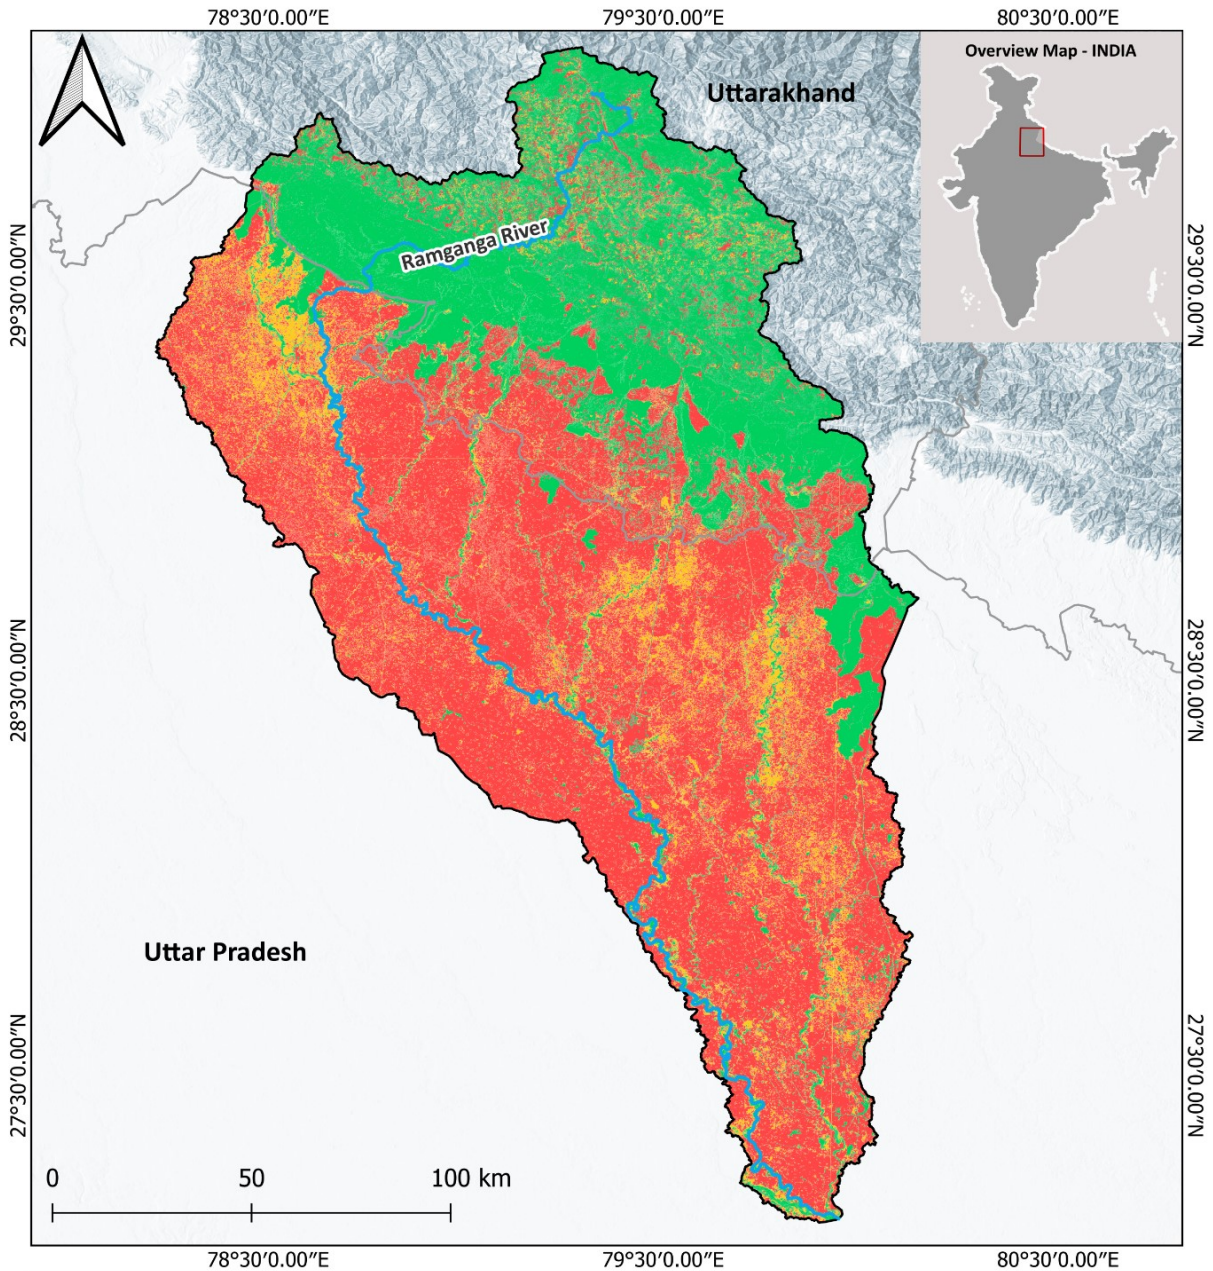 78°30′0.00″E
79°30′0.00″E
80°30′0.00″E
Overview Map - INDIA
Uttarakhand
Ramganga River
29°30′0.00″N
29°30′0.00″N
28°30′0.00″N
28°30′0.00″N
Uttar Pradesh
27°30′0.00″N
27°30′0.00″N
0 50 100 km
78°30′0.00″E
79°30′0.00″E
80°30′0.00″E